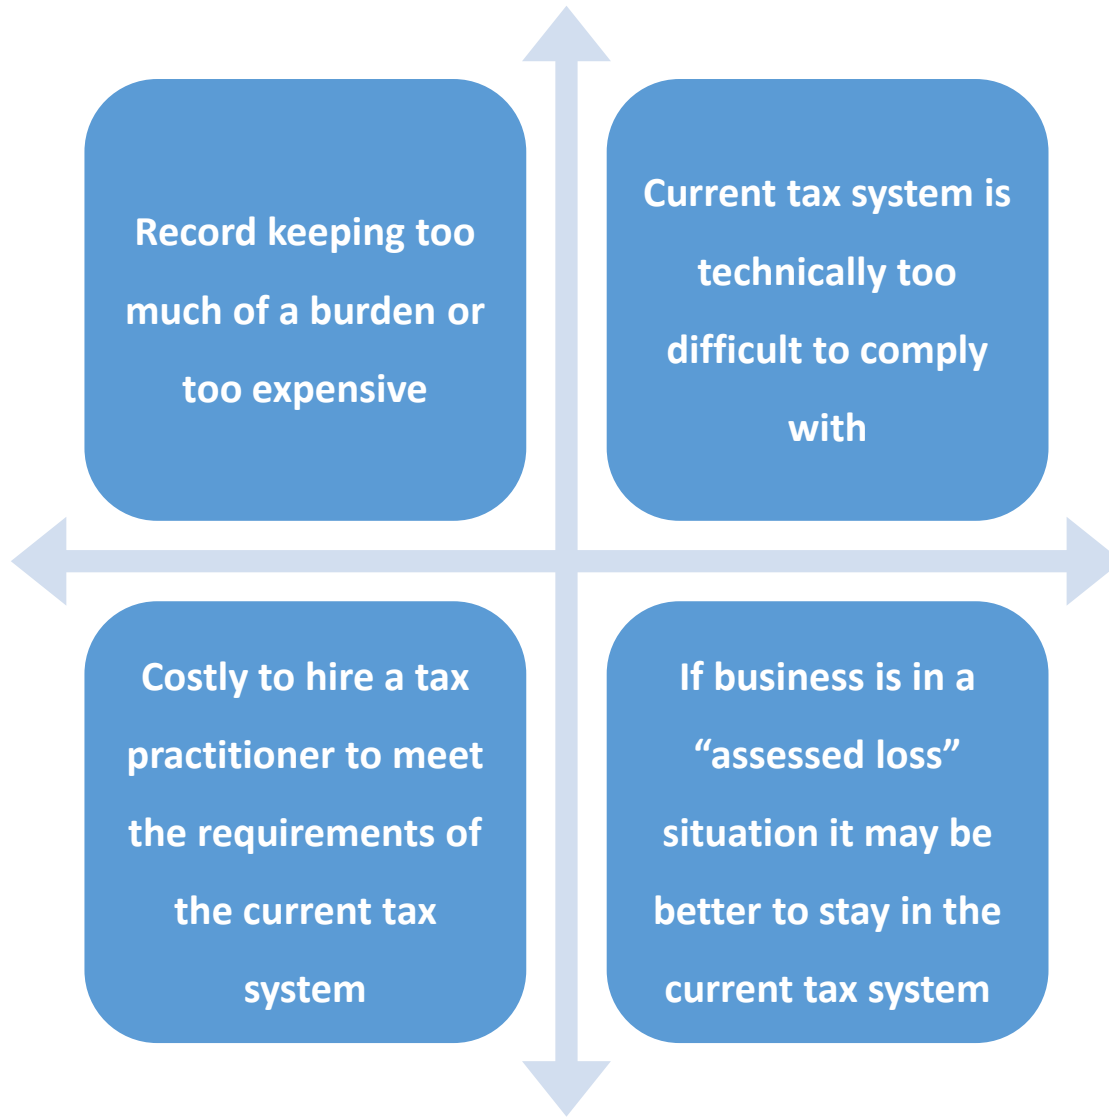 Record keeping too
much of a burden or
too expensive
Current tax system is
technically too
difficult to comply
with
Costly to hire a tax
practitioner to meet
the requirements of
the current tax
system
If business is in a
“assessed loss”
situation it may be
better to stay in the
current tax system